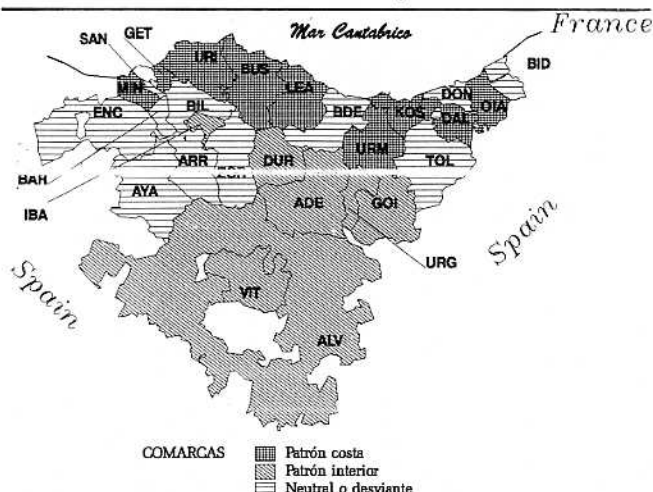 Mar Cantabrico
France
SAN
GET
URI
BUS
LEA
MIN
ENC
BIL
BDE
KOS
DON
BID
DAL
OIA
URM
TOL
ARR
DUR
BAR
AYA
IBA
ADE
GOI
URG
VIT
ALV
Spain
Spain
COMARCAS
Patrón costa
Patrón interior
Neutral o desviante